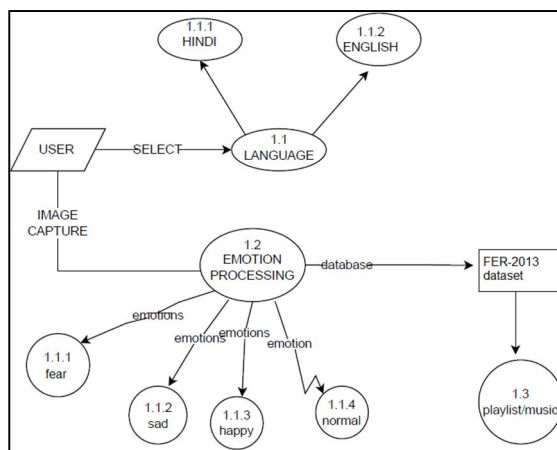 1.1.1
HINDI
1.1.2
ENGLISH
USER
SELECT
1.1
LANGUAGE
IMAGE
CAPTURE
1.2
EMOTION
PROCESSING
database
FER-2013
dataset
emotions
emotions
emotions
emotion
1.1.1
fear
1.1.2
sad
1.1.3
happy
1.1.4
normal
1.3
playlist/music